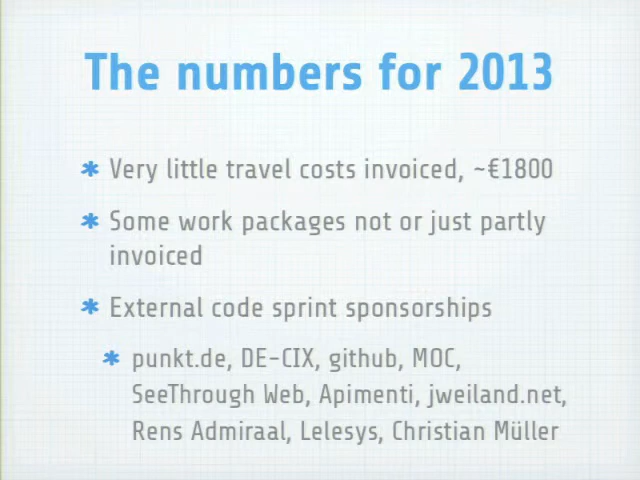 The numbers for 2013
* Very little travel costs invoiced, ~€1800
* Some work packages not or just partly
invoiced
* External code sprint sponsorships
* punkt.de, DE-CIX, github, MOC,
SeeThrough Web, Apimenti, jweiland.net,
Rens Admiraal, Lelesys, Christian Müller